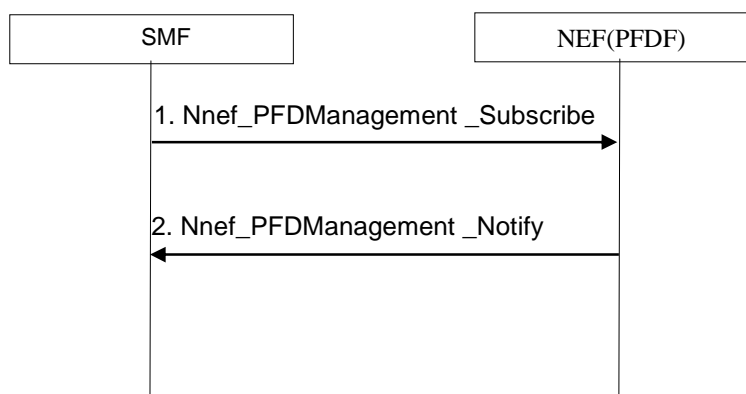 SMF
NEF(PFDF)
1. Nnef_PFDManagement _Subscribe
2. Nnef_PFDManagement _Notify